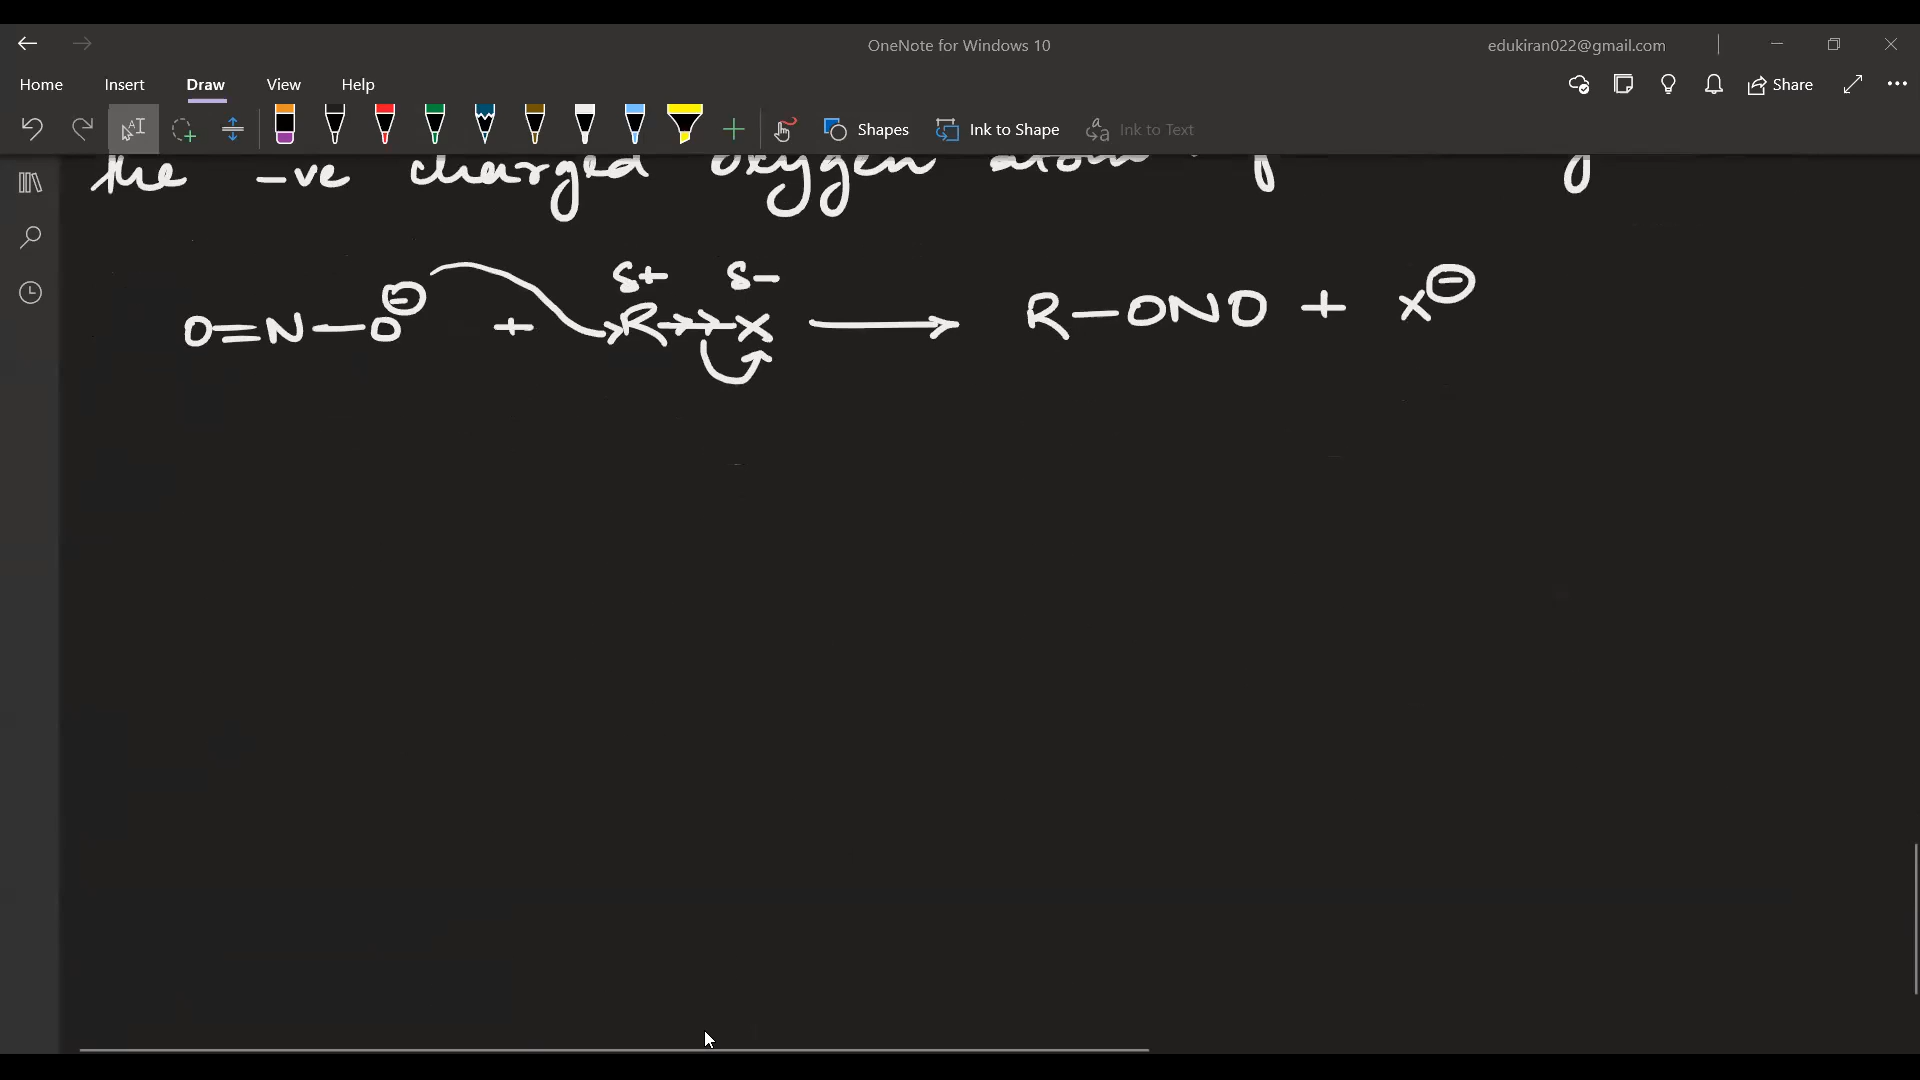 OneNote for Windows 10
edukiran022@gmail.com
Home Insert Draw View Help
Share
Shapes Ink to Shape Ink to Text
the -ve charged oxygen atom
δ+ δ-
O=N-O⊖ + R→→X ⟶ R-ONO + X⊖